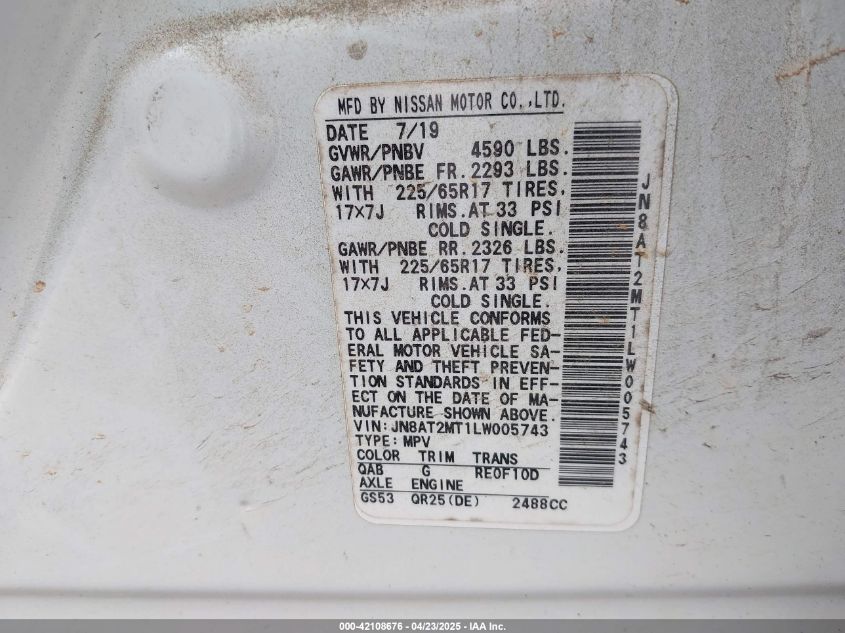 MFD BY NISSAN MOTOR CO.,LTD.
DATE 7/19
GVWR/PNBV 4590 LBS.
GAWR/PNBE FR. 2293 LBS.
WITH 225/65R17 TIRES,
17×7J RIMS.AT 33 PSI
COLD SINGLE.
GAWR/PNBE RR. 2326 LBS.
WITH 225/65R17 TIRES,
17×7J RIMS.AT 33 PSI
COLD SINGLE.
THIS VEHICLE CONFORMS
TO ALL APPLICABLE FED-
ERAL MOTOR VEHICLE SA-
FETY AND THEFT PREVEN-
TION STANDARDS IN EFF-
ECT ON THE DATE OF MA-
NUFACTURE SHOWN ABOVE.
VIN:JN8AT2MT1LW005743
TYPE:MPV
COLOR TRIM TRANS
QAB G RE0F10D
AXLE ENGINE
GS53 QR25(DE) 2488CC
JN8AT2MT1LW005743
000-42108676 - 04/23/2025 - IAA Inc.